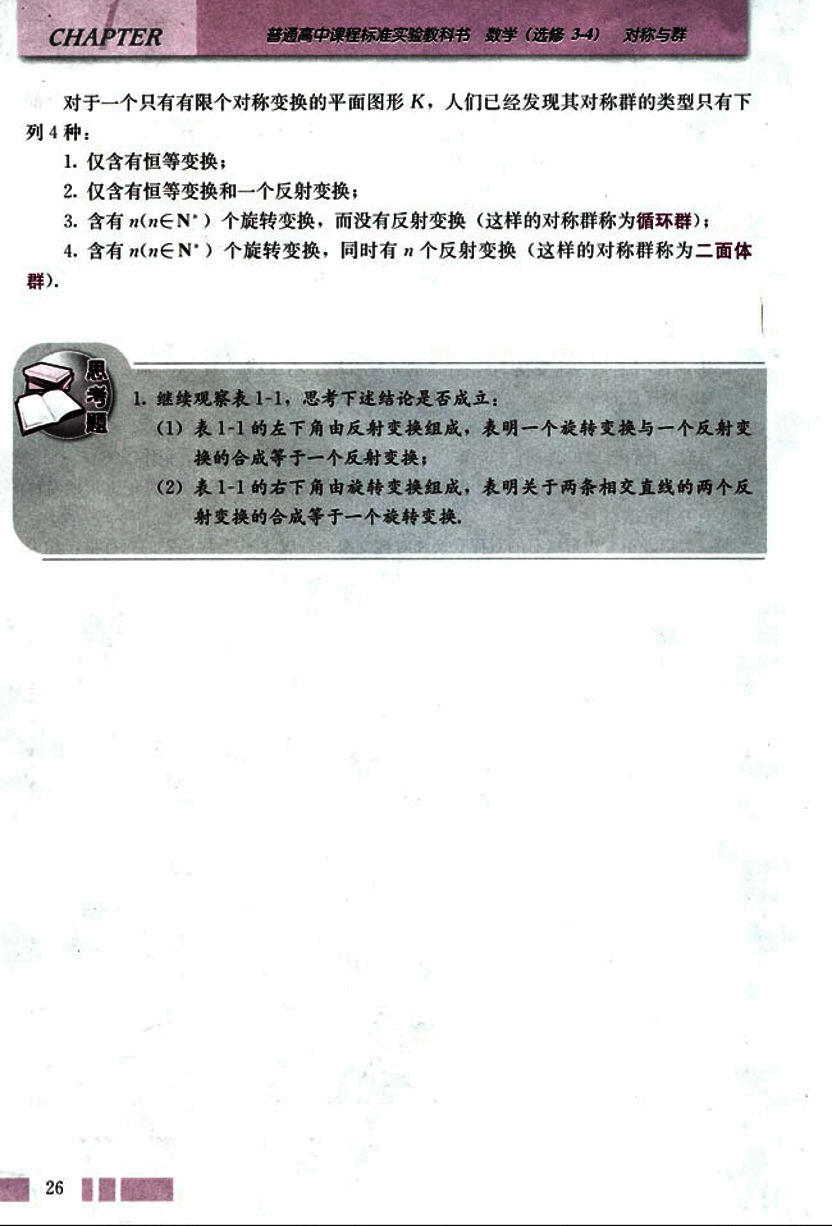 CHAPTER 1
普通高中课程标准实验教科书 数学（选修 3-4） 对称与群
对于一个只有有限个对称变换的平面图形 K，人们已经发现其对称群的类型只有下
列 4 种：
1. 仅含有恒等变换；
2. 仅含有恒等变换和一个反射变换；
3. 含有 n(n∈N*) 个旋转变换，而没有反射变换（这样的对称群称为循环群）；
4. 含有 n(n∈N*) 个旋转变换，同时有 n 个反射变换（这样的对称群称为二面体
群）.
思考题
1. 继续观察表 1-1，思考下述结论是否成立：
（1）表 1-1 的左下角由反射变换组成，表明一个旋转变换与一个反射变
换的合成等于一个反射变换；
（2）表 1-1 的右下角由旋转变换组成，表明关于两条相交直线的两个反
射变换的合成等于一个旋转变换.
26